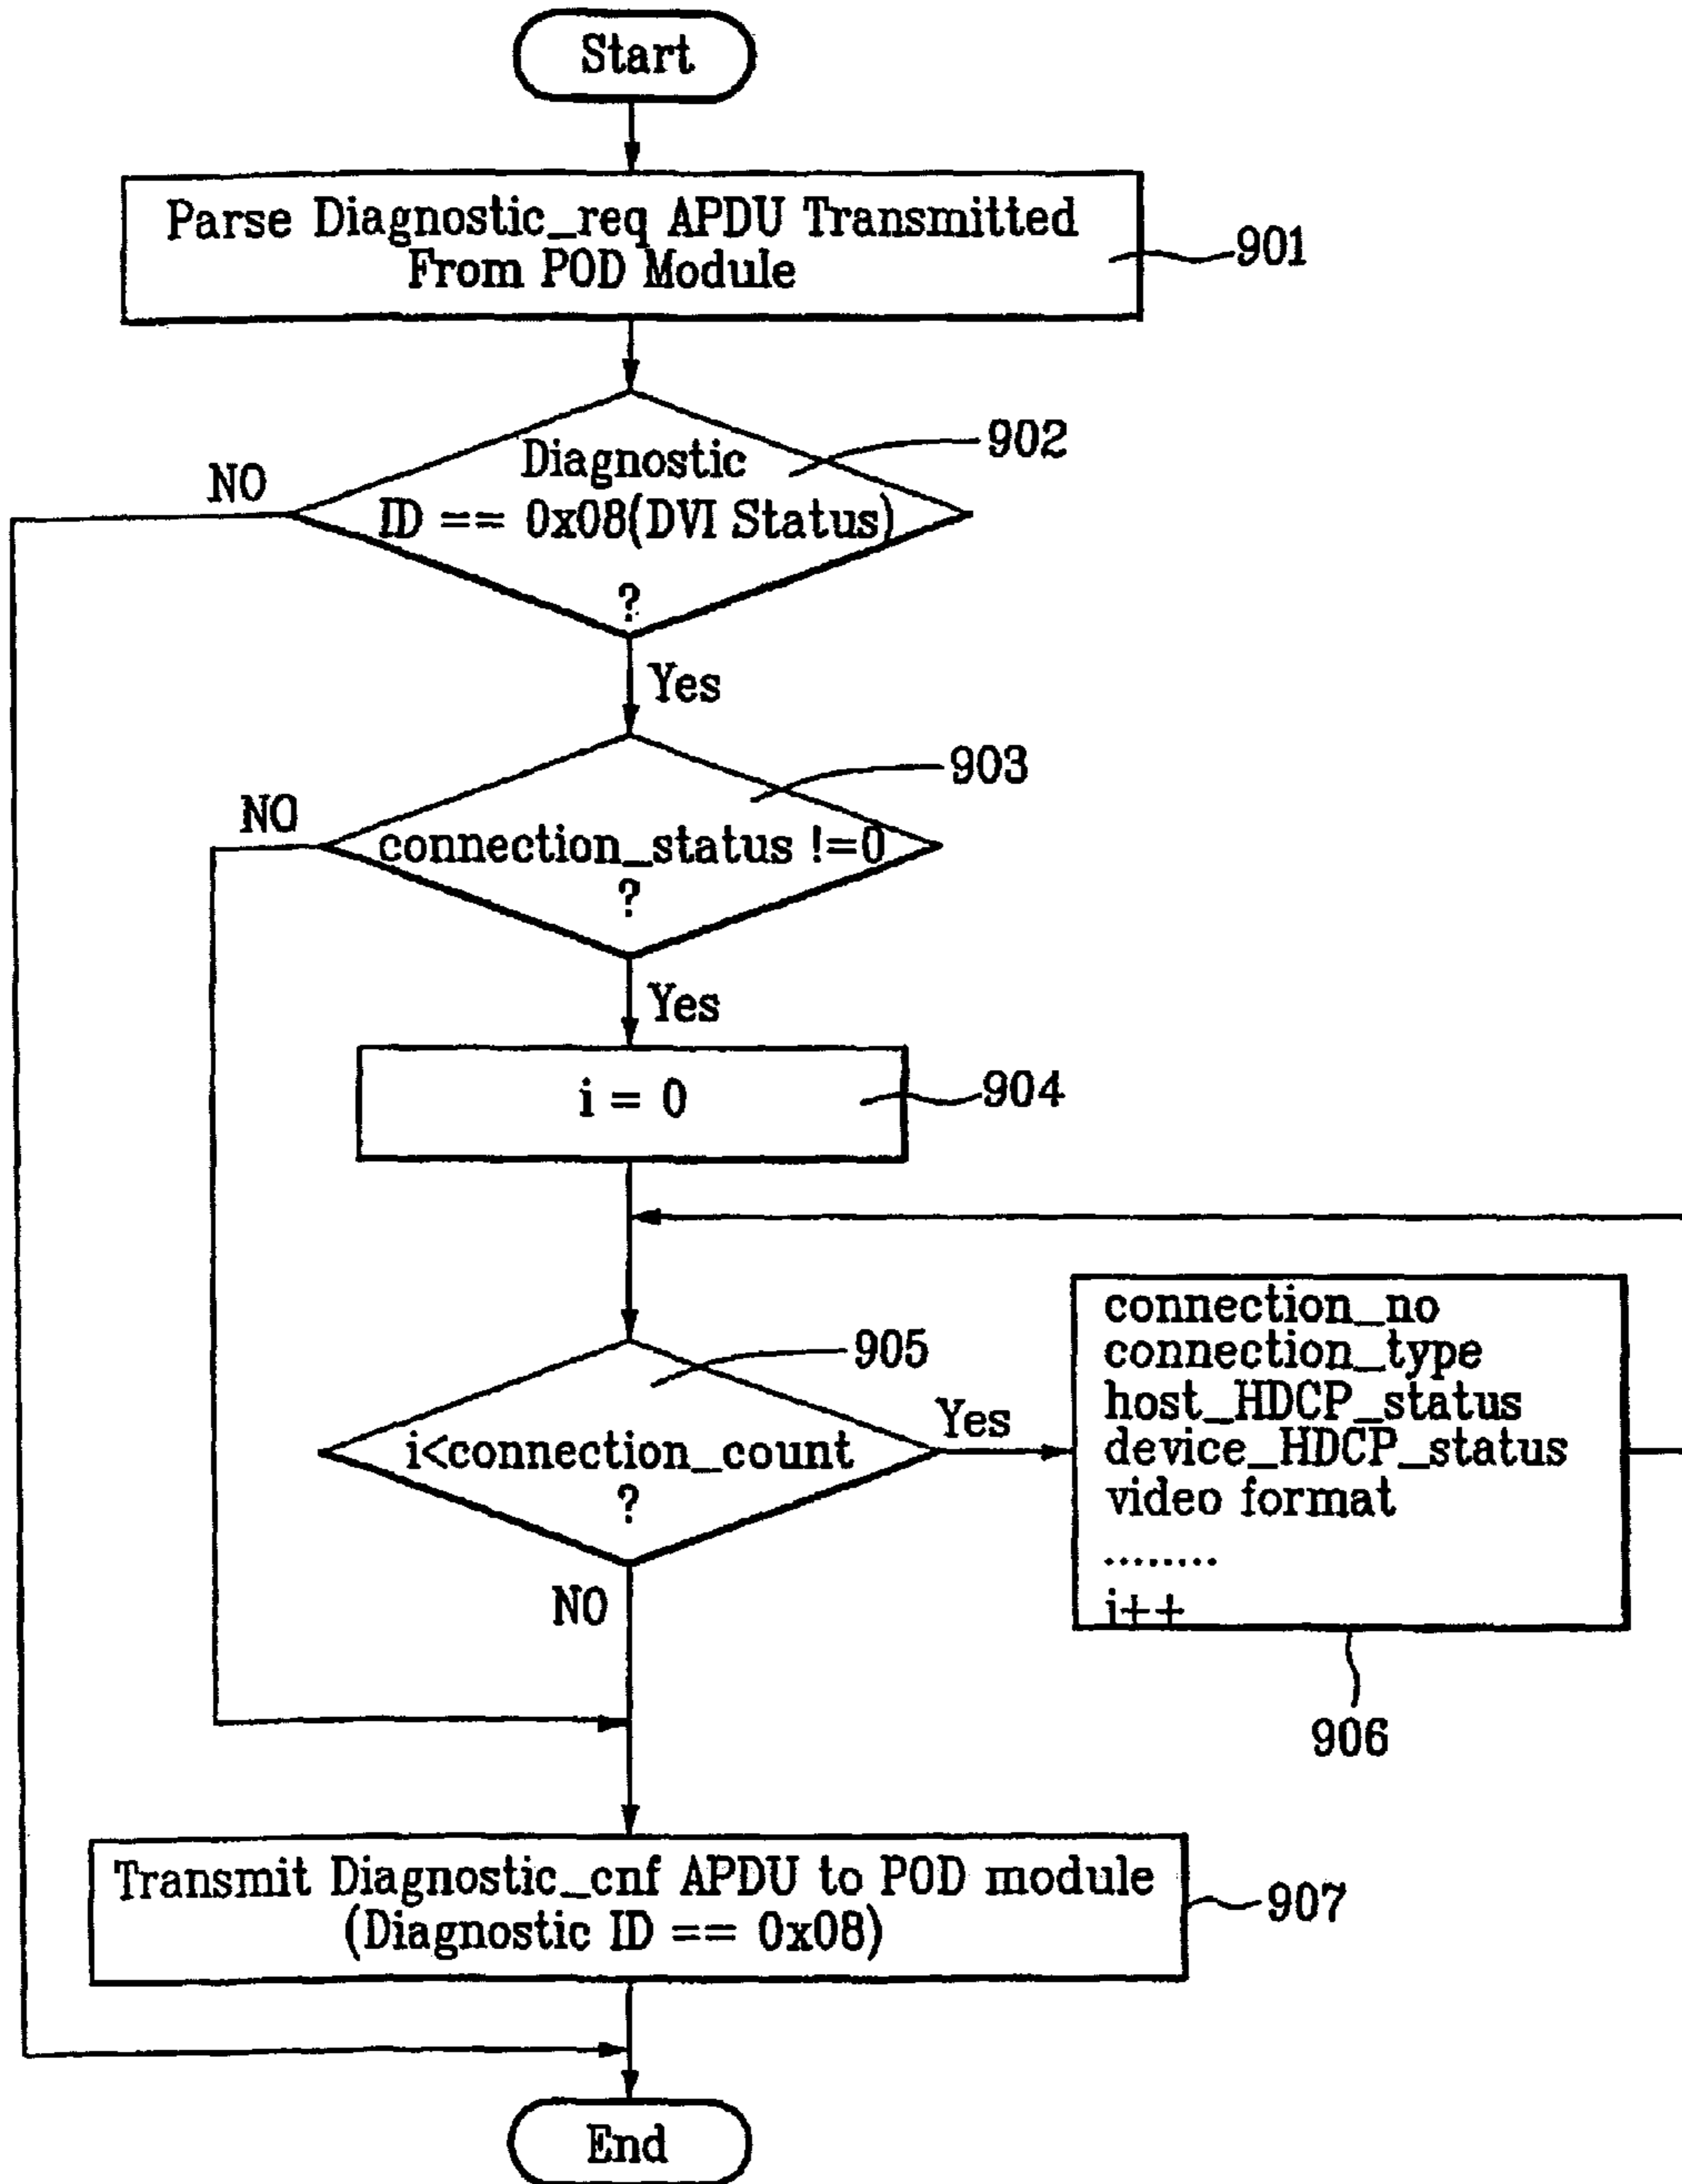 Start
Parse Diagnostic_req APDU Transmitted
From POD Module
901
902
Diagnostic
ID == 0x08(DVI Status)
?
NO
Yes
903
NO
connection_status !=0
?
Yes
i = 0
904
905
i<connection_count
?
Yes
NO
connection_no
connection_type
host_HDCP_status
device_HDCP_status
video format
........
i++
906
Transmit Diagnostic_cnf APDU to POD module
(Diagnostic ID == 0x08)
907
End